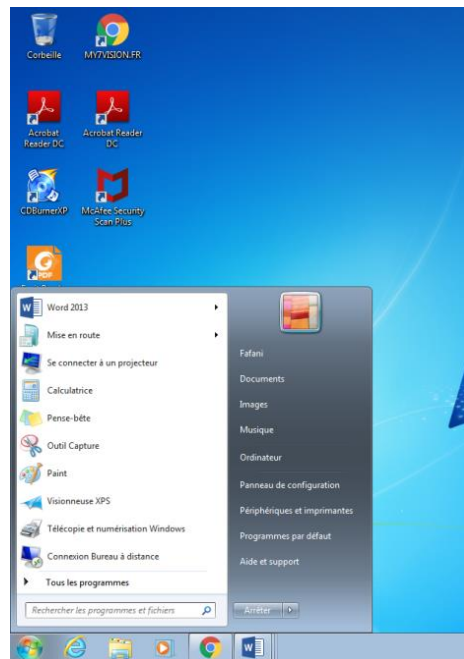 Corbeille
MY7VISION.FR
Acrobat
Reader DC
Acrobat Reader
DC
CDBurnerXP
McAfee Security
Scan Plus
Word 2013
Mise en route
Se connecter à un projecteur
Calculatrice
Pense-bête
Outil Capture
Paint
Visionneuse XPS
Télécopie et numérisation Windows
Connexion Bureau à distance
Tous les programmes
Rechercher les programmes et fichiers
Fafani
Documents
Images
Musique
Ordinateur
Panneau de configuration
Périphériques et imprimantes
Programmes par défaut
Aide et support
Arrêter